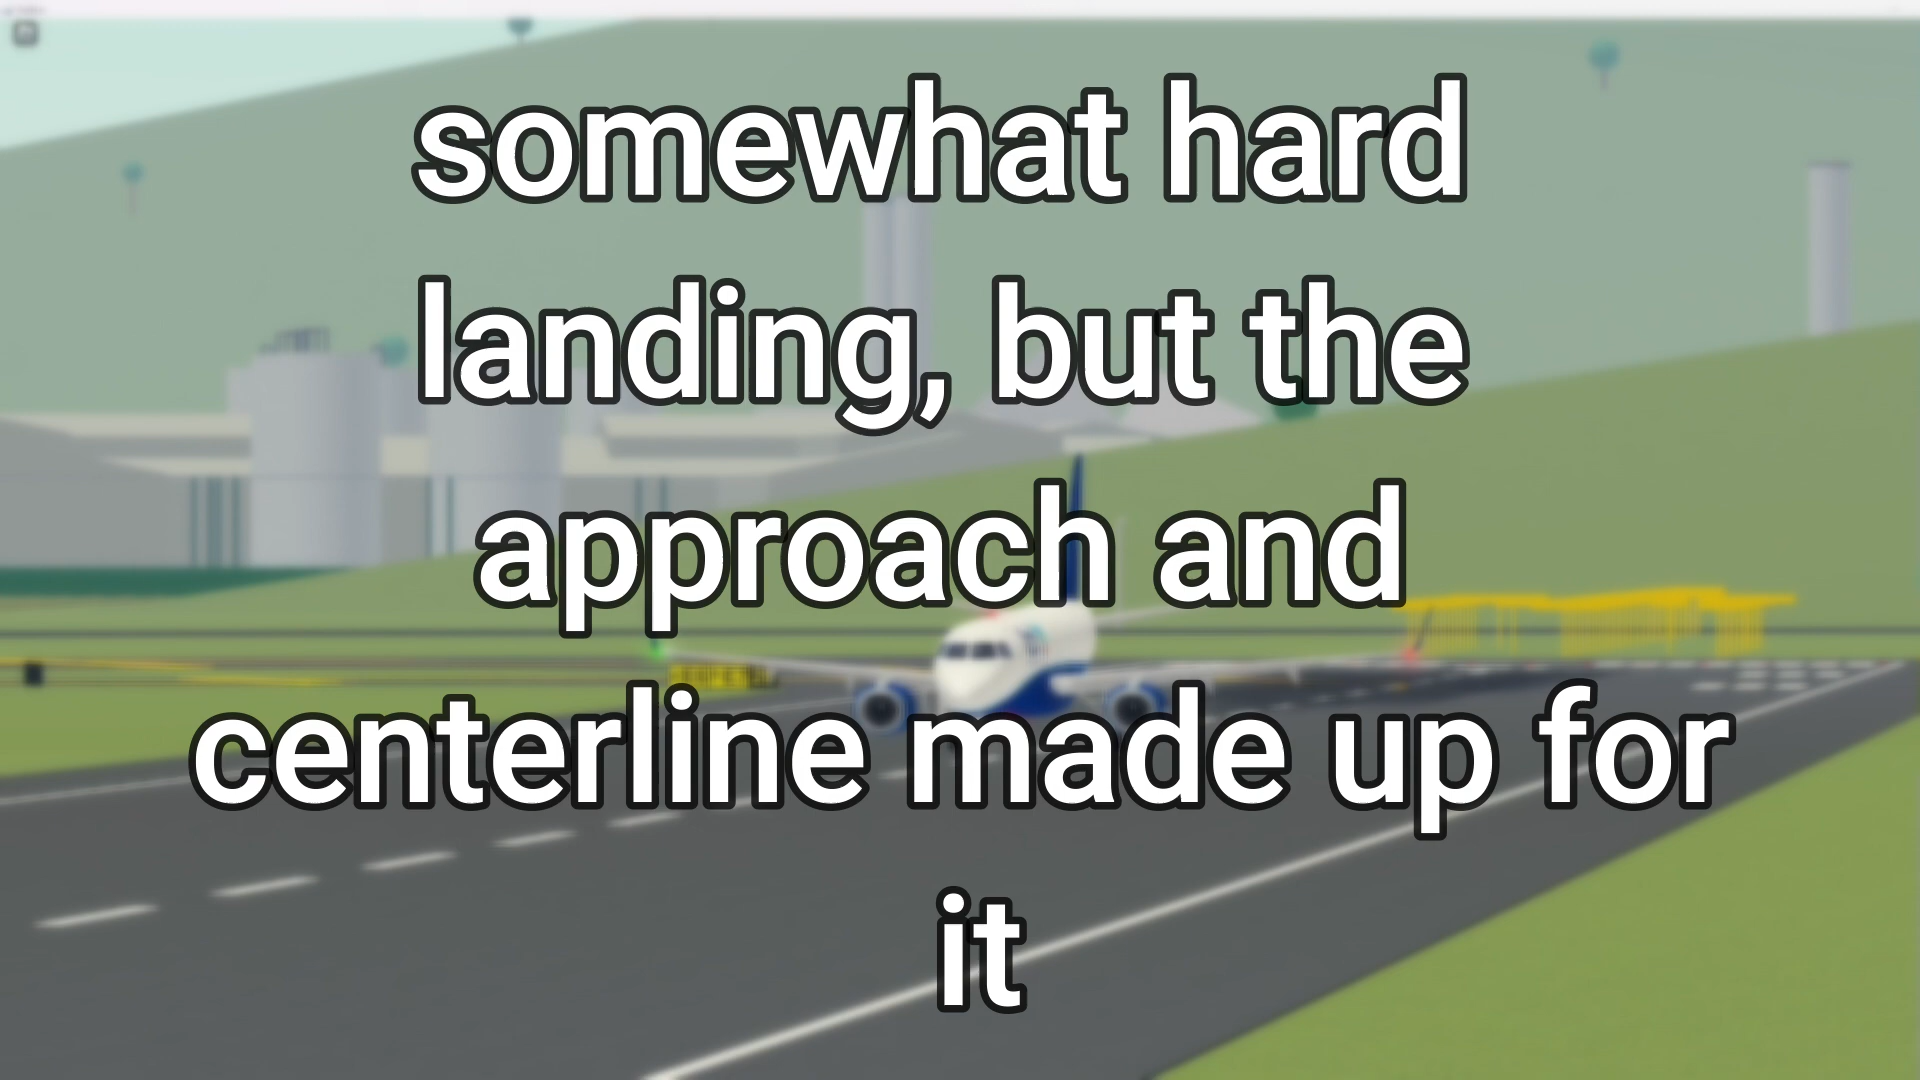 somewhat hard
landing, but the
approach and
centerline made up for
it